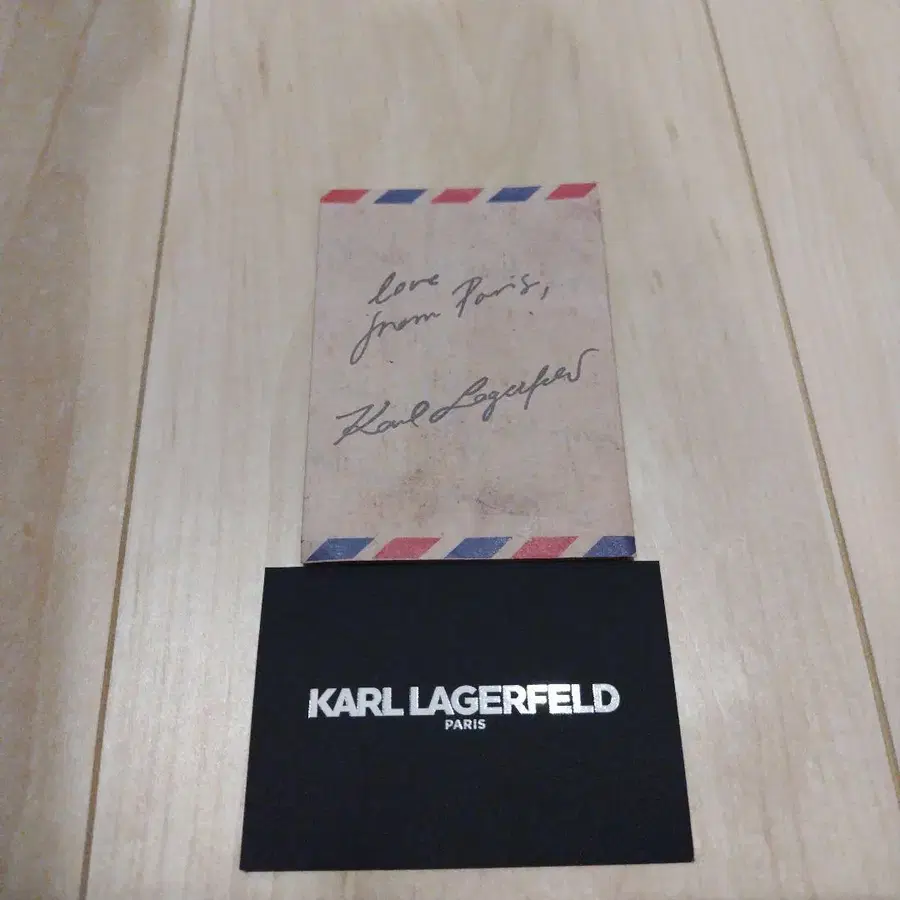 love
from Paris,
Karl Lagerfeld
KARL LAGERFELD
PARIS